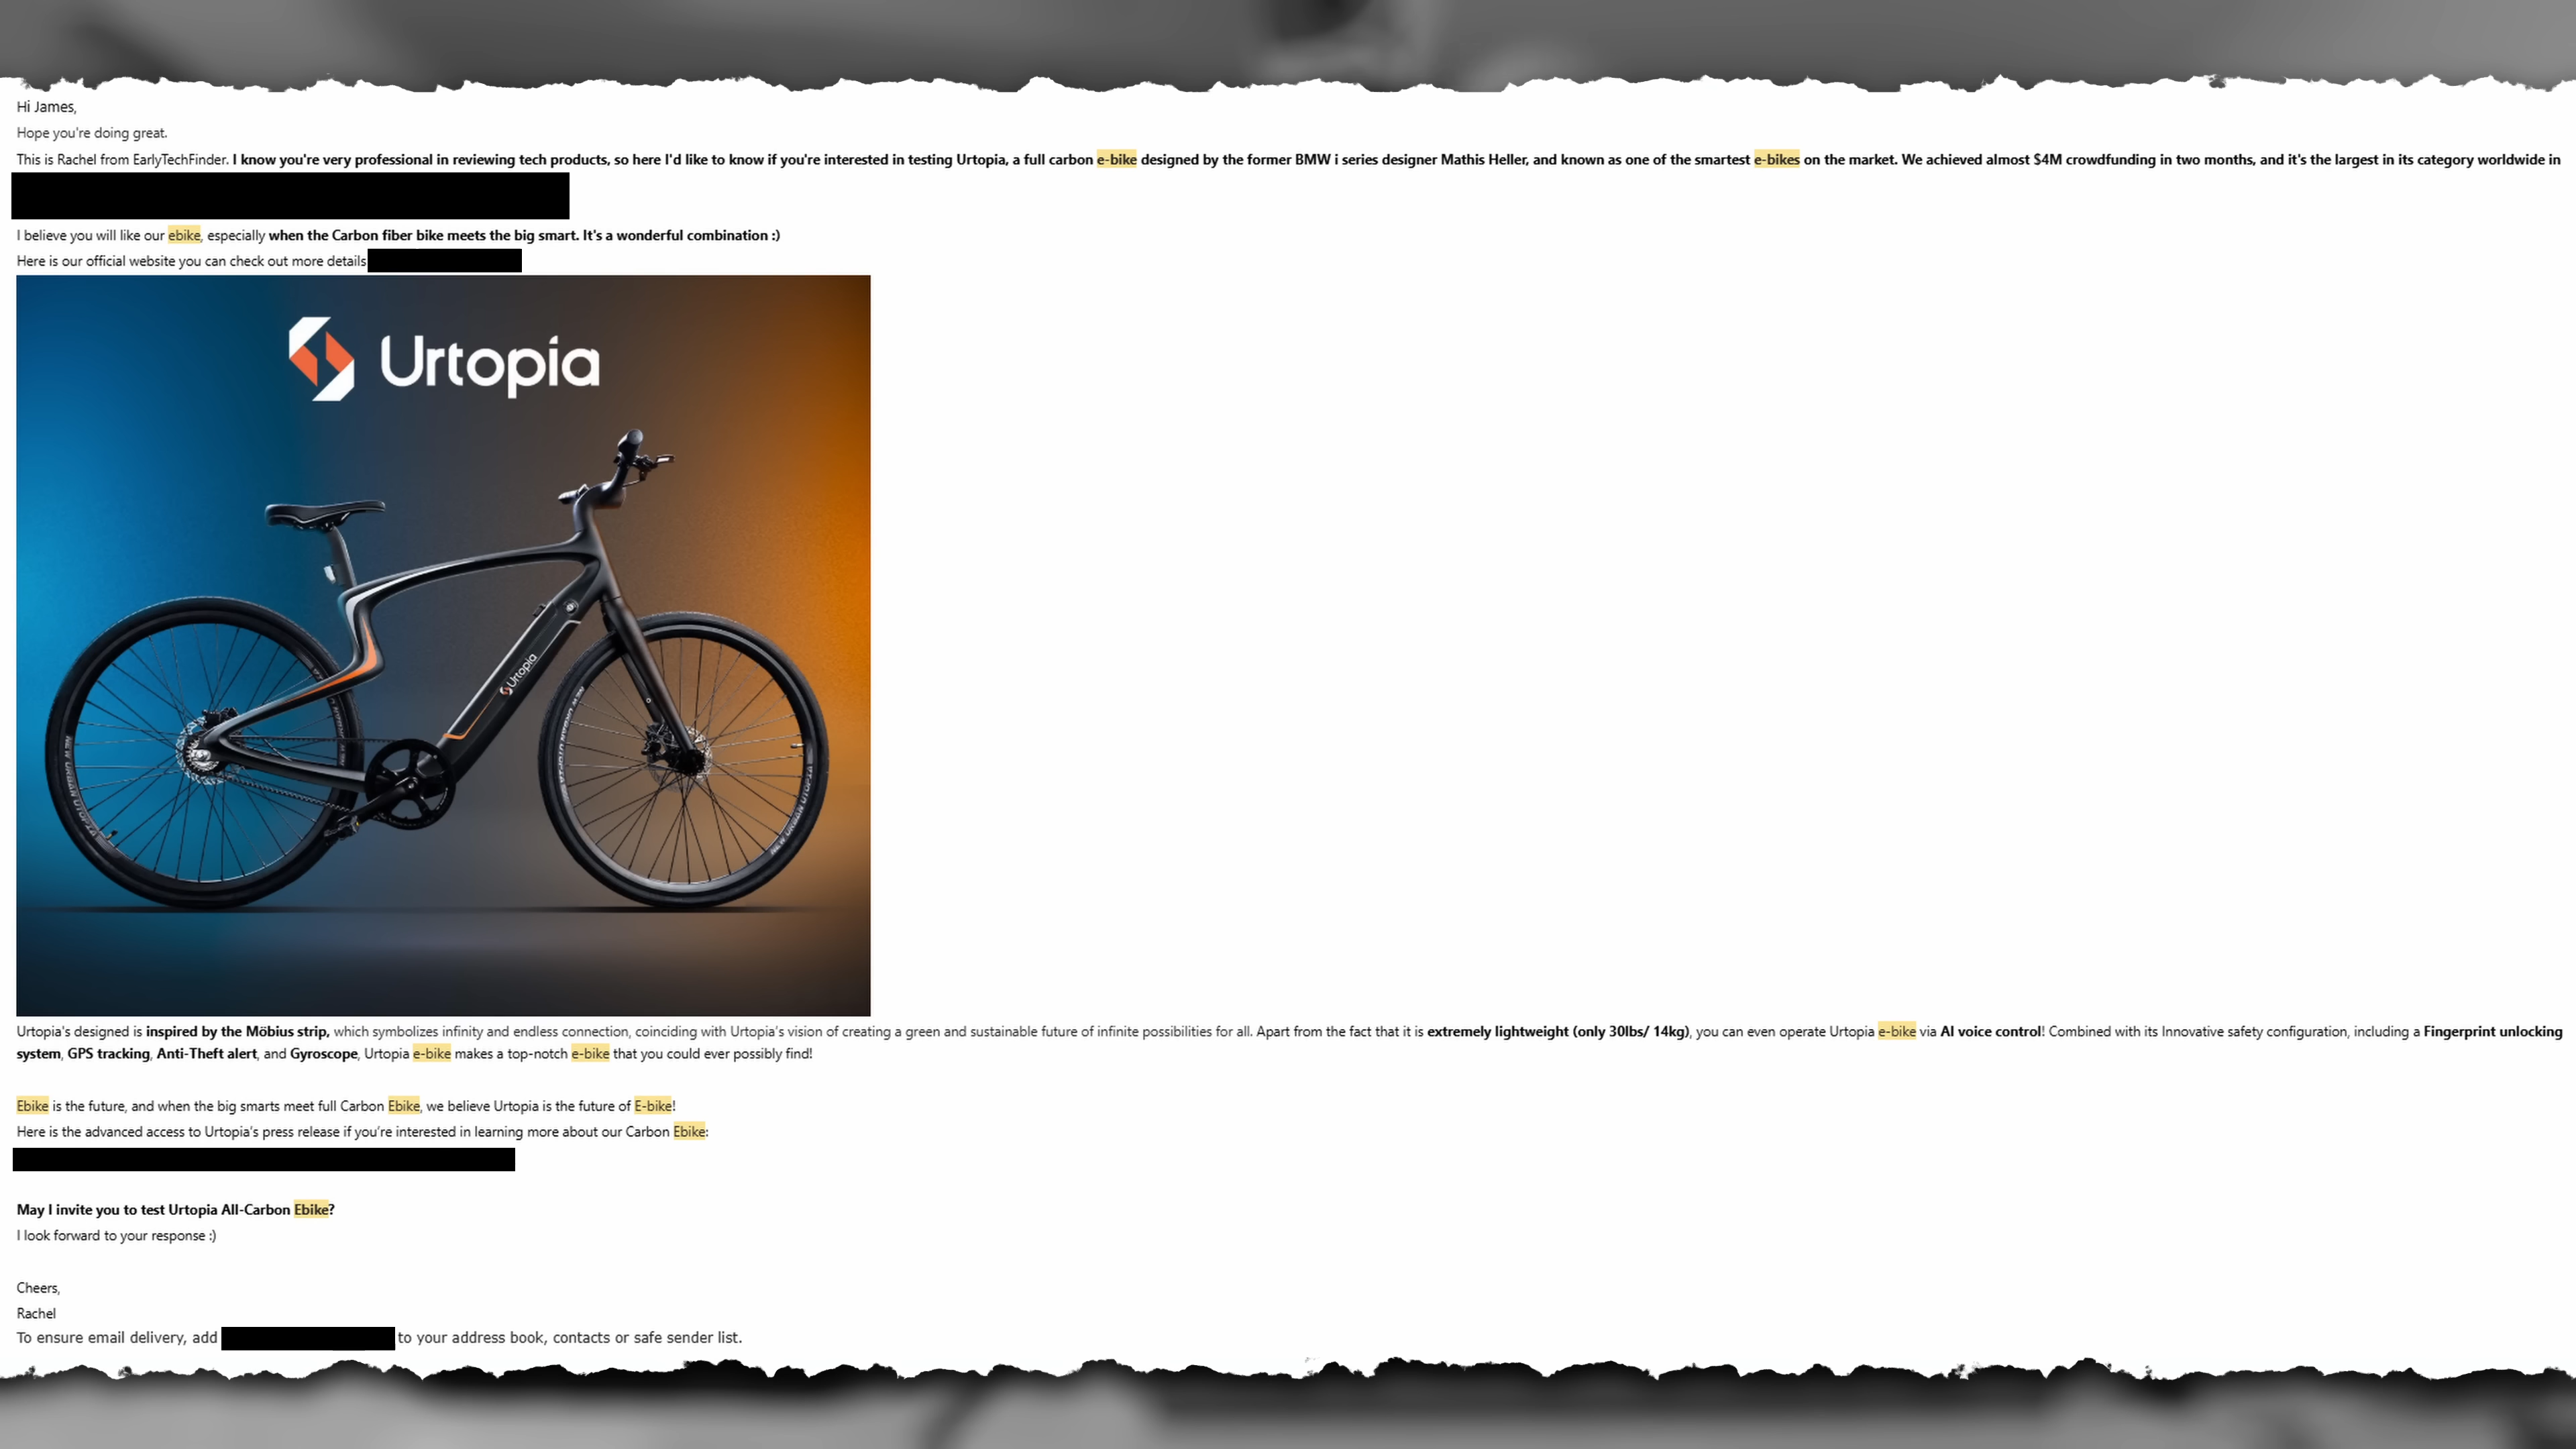 Hi James,
Hope you're doing great.
This is Rachel from EarlyTechFinder. I know you're very professional in reviewing tech products, so here I'd like to know if you're interested in testing Urtopia, a full carbon e-bike designed by the former BMW i series designer Mathis Heller, and known as one of the smartest e-bikes on the market. We achieved almost $4M crowdfunding in two months, and it's the largest in its category worldwide in
I believe you will like our ebike, especially when the Carbon fiber bike meets the big smart. It's a wonderful combination :)
Here is our official website you can check out more details
Urtopia
Urtopia
NEW URBAN UTOPIA
NEW URBAN UTOPIA
Urtopia's designed is inspired by the Möbius strip, which symbolizes infinity and endless connection, coinciding with Urtopia's vision of creating a green and sustainable future of infinite possibilities for all. Apart from the fact that it is extremely lightweight (only 30lbs/ 14kg), you can even operate Urtopia e-bike via AI voice control! Combined with its Innovative safety configuration, including a Fingerprint unlocking
system, GPS tracking, Anti-Theft alert, and Gyroscope, Urtopia e-bike makes a top-notch e-bike that you could ever possibly find!
Ebike is the future, and when the big smarts meet full Carbon Ebike, we believe Urtopia is the future of E-bike!
Here is the advanced access to Urtopia's press release if you're interested in learning more about our Carbon Ebike:
May I invite you to test Urtopia All-Carbon Ebike?
I look forward to your response :)
Cheers,
Rachel
To ensure email delivery, add to your address book, contacts or safe sender list.